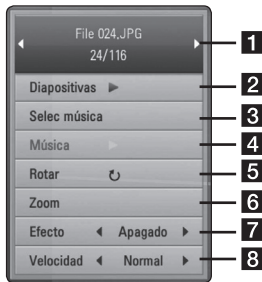 File 024.JPG 1
24/116
Diapositivas 2
Selec música 3
Música 4
Rotar 5
Zoom 6
Efecto Apagado 7
Velocidad Normal 8